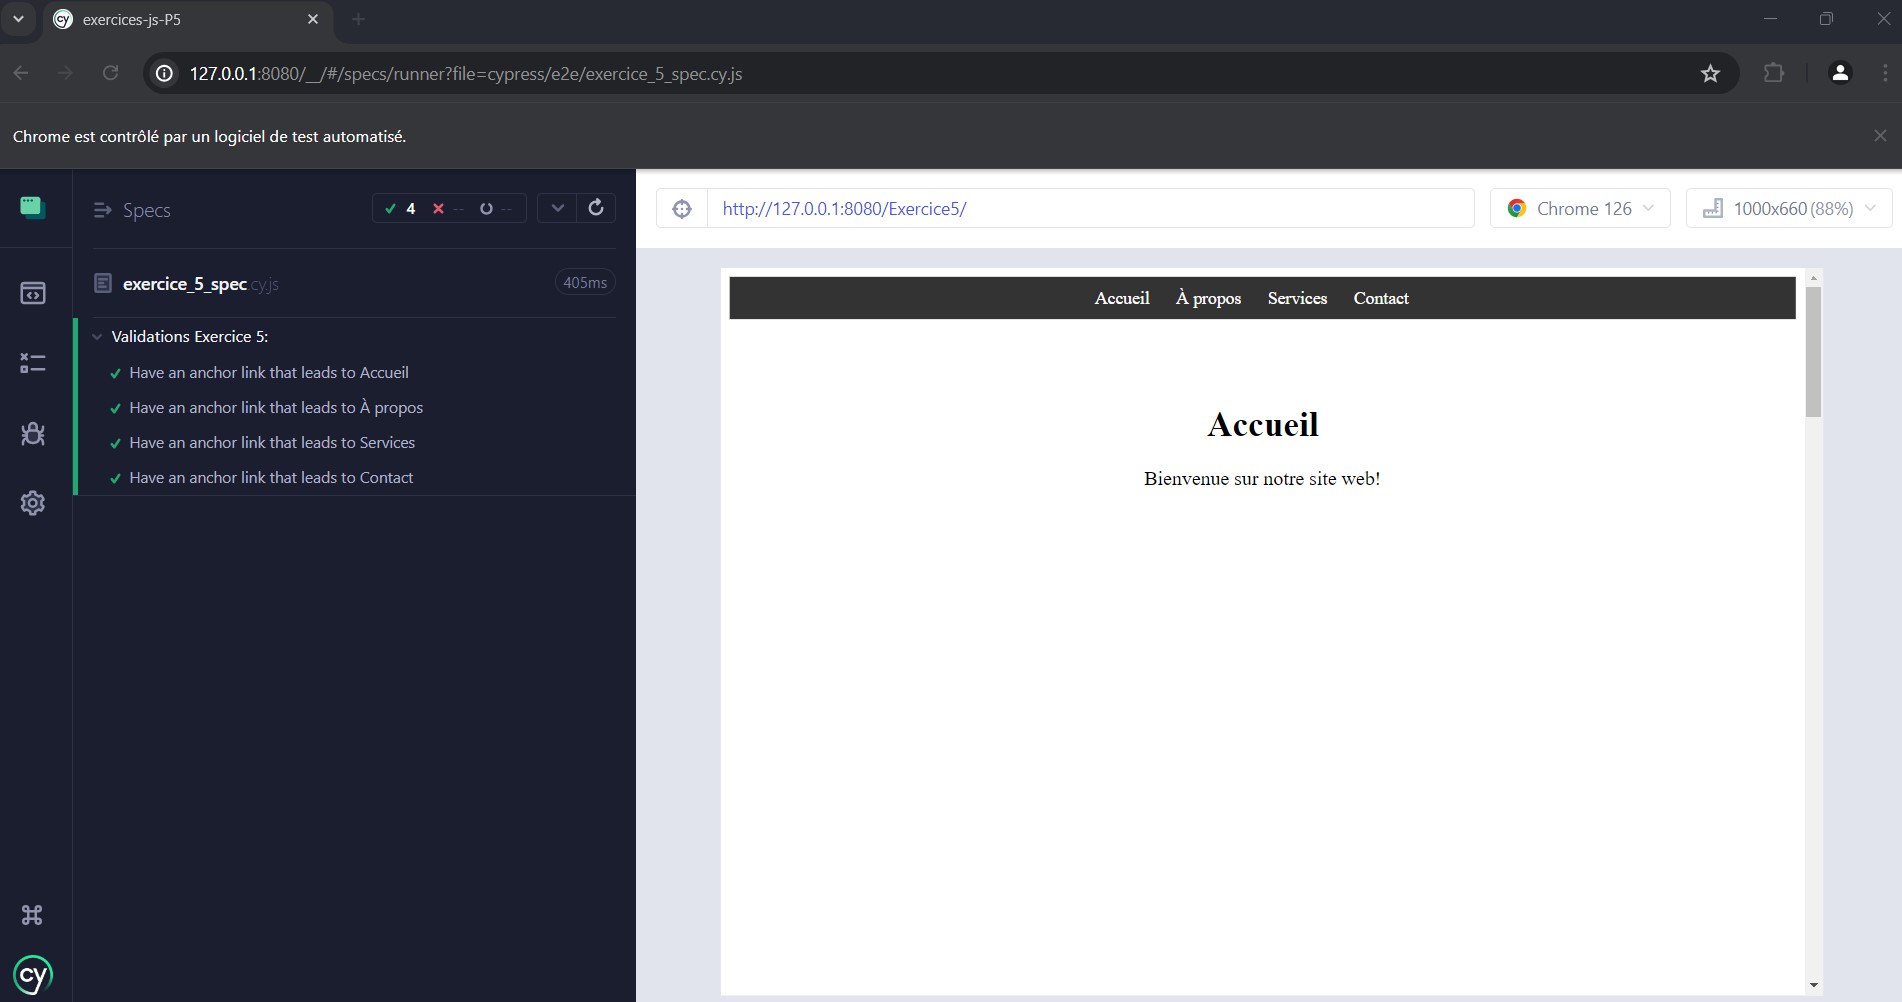 exercices-js-P5
127.0.0.1:8080/__/#/specs/runner?file=cypress/e2e/exercice_5_spec.cy.js
Chrome est contrôlé par un logiciel de test automatisé.
Specs
4 -- --
http://127.0.0.1:8080/Exercice5/
Chrome 126
1000x660 (88%)
exercice_5_spec.cy.js
405ms
Validations Exercice 5:
Have an anchor link that leads to Accueil
Have an anchor link that leads to À propos
Have an anchor link that leads to Services
Have an anchor link that leads to Contact
cy
Accueil À propos Services Contact
Accueil
Bienvenue sur notre site web!